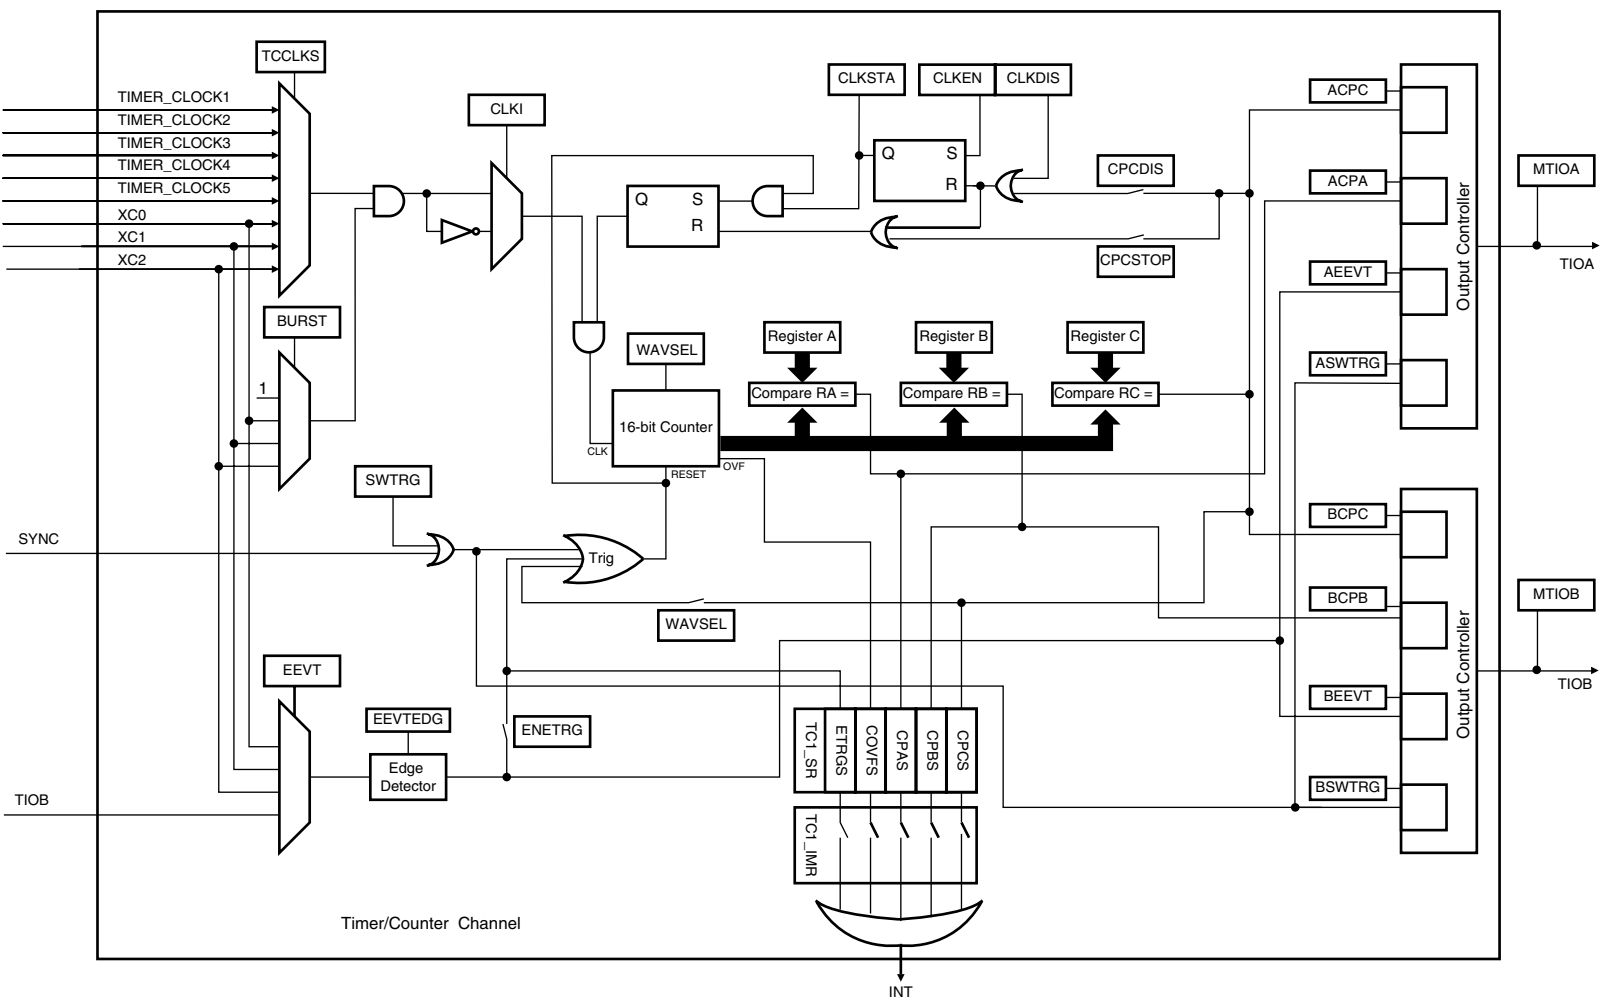 TCCLKS
TIMER_CLOCK1
TIMER_CLOCK2
TIMER_CLOCK3
TIMER_CLOCK4
TIMER_CLOCK5
XC0
XC1
XC2
CLKI
CLKSTA
CLKEN
CLKDIS
Q
S
R
Q
S
R
CPCDIS
CPCSTOP
ACPC
ACPA
AEEVT
ASWTRG
Output Controller
MTIOA
TIOA
BURST
1
WAVSEL
Register A
Register B
Register C
Compare RA =
Compare RB =
Compare RC =
16-bit Counter
CLK
OVF
RESET
SWTRG
SYNC
Trig
WAVSEL
BCPC
BCPB
BEEVT
BSWTRG
Output Controller
MTIOB
TIOB
EEVT
EEVTEDG
Edge
Detector
ENETRG
TIOB
TC1_SR
ETRGS
COVFS
CPAS
CPBS
CPCS
TC1_IMR
Timer/Counter Channel
INT